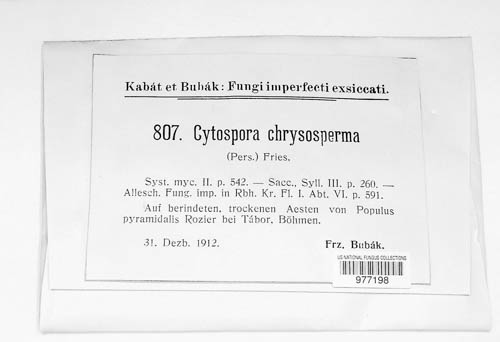 Kabát et Bubák: Fungi imperfecti exsiccati.
807. Cytospora chrysosperma
(Pers.) Fries.
Syst. myc. II. p. 542. — Sacc., Syll. III. p. 260. —
Allesch. Fung. imp. in Rbh. Kr. Fl. I. Abt. VI. p. 591.
Auf berindeten, trockenen Aesten von Populus
pyramidalis Rozier bei Tábor, Böhmen.
31. Dezb. 1912.
Frz. Bubák.
US NATIONAL FUNGUS COLLECTIONS
977198